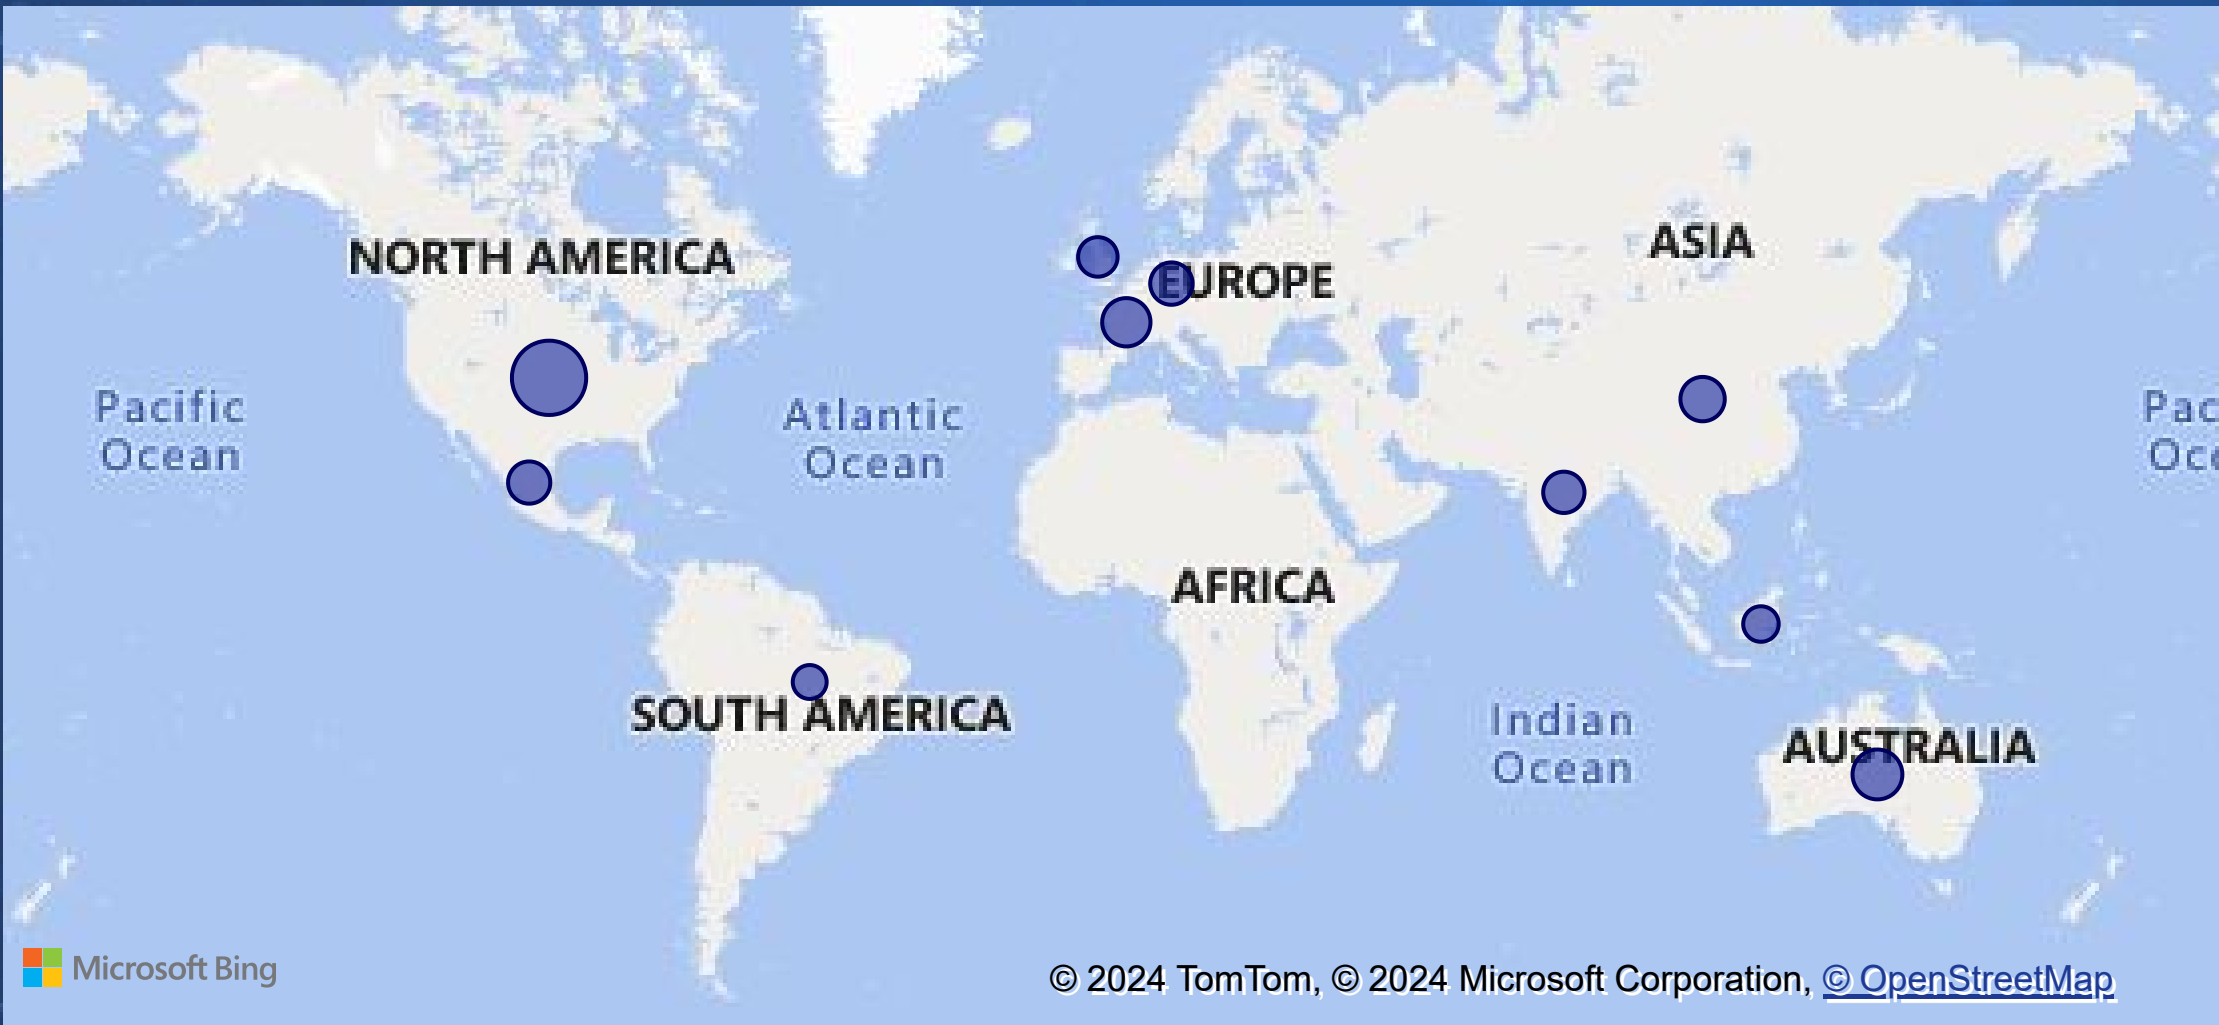 NORTH AMERICA
ASIA
EUROPE
Pacific
Ocean
Atlantic
Ocean
Pac
Oce
AFRICA
SOUTH AMERICA
Indian
Ocean
AUSTRALIA
Microsoft Bing
© 2024 TomTom, © 2024 Microsoft Corporation, © OpenStreetMap